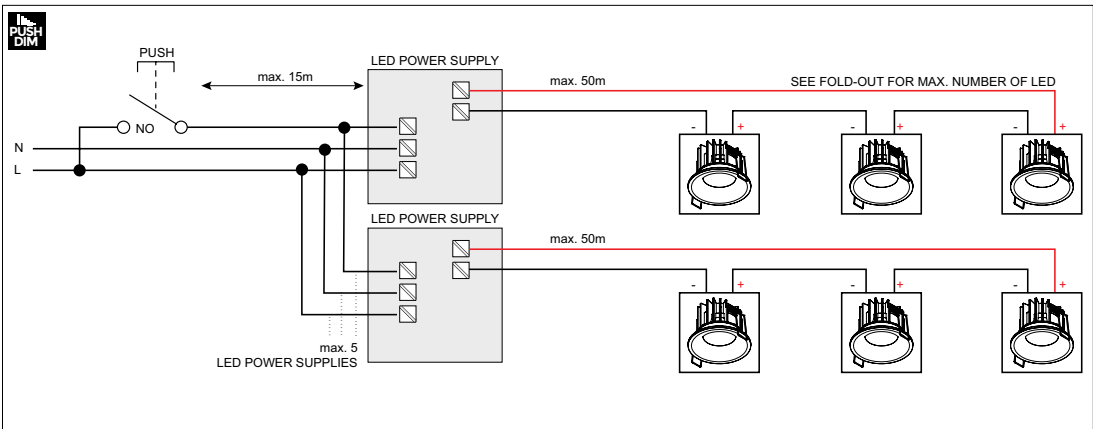 PUSH
DIM
PUSH
max. 15m
LED POWER SUPPLY
max. 50m
SEE FOLD-OUT FOR MAX. NUMBER OF LED
NO
- + - + - +
N
L
LED POWER SUPPLY
max. 50m
- + - + - +
max. 5
LED POWER SUPPLIES